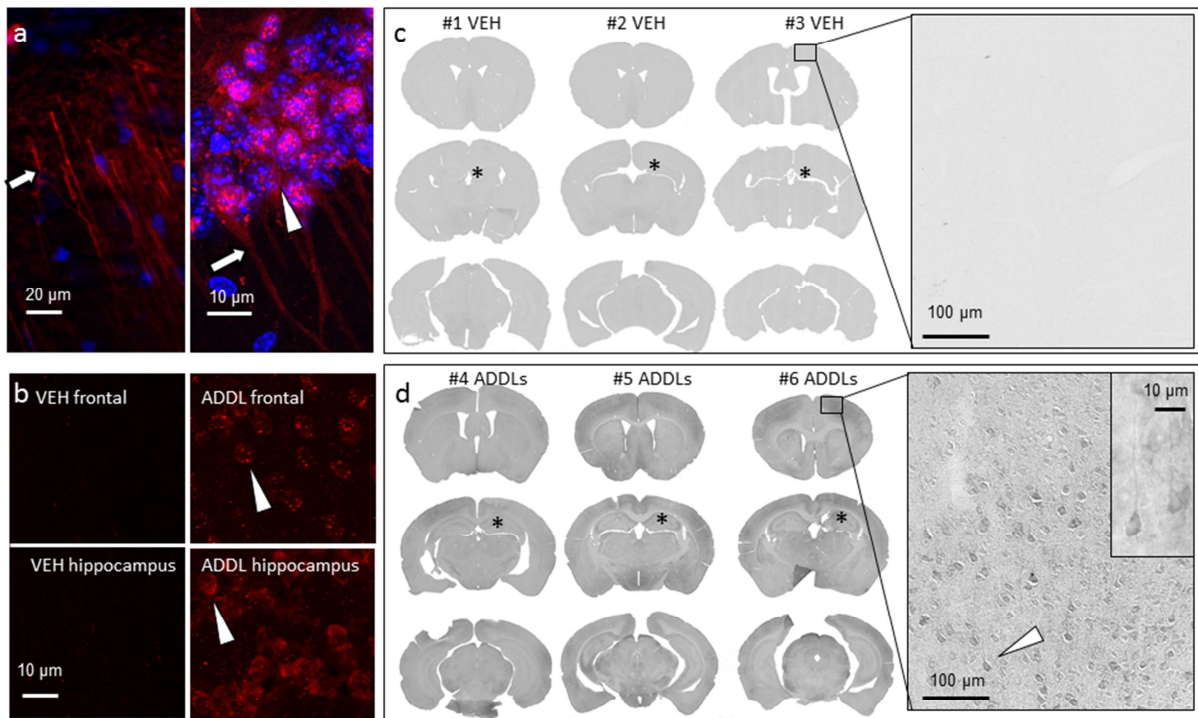 a
20 µm
10 µm
b
VEH frontal
ADDL frontal
VEH hippocampus
ADDL hippocampus
10 µm
c
#1 VEH
#2 VEH
#3 VEH
*
*
*
100 µm
d
#4 ADDLs
#5 ADDLs
#6 ADDLs
*
*
*
10 µm
100 µm